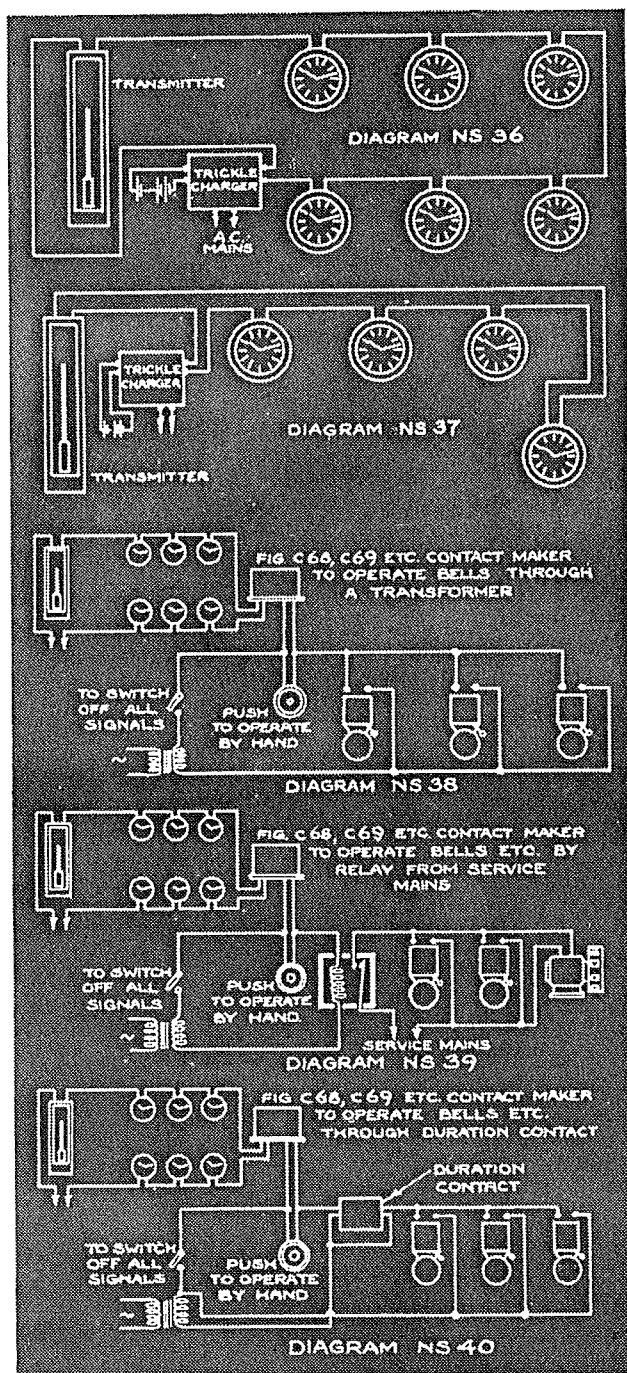 TRANSMITTER
DIAGRAM NS 36
TRICKLE
CHARGER
A.C.
MAINS
TRICKLE
CHARGER
DIAGRAM NS 37
TRANSMITTER
FIG C68, C69 ETC. CONTACT MAKER
TO OPERATE BELLS THROUGH
A TRANSFORMER
TO SWITCH
OFF ALL
SIGNALS
PUSH
TO OPERATE
BY HAND
~
DIAGRAM NS 38
FIG. C68, C69 ETC. CONTACT MAKER
TO OPERATE BELLS ETC. BY
RELAY FROM SERVICE
MAINS
TO SWITCH
OFF ALL
SIGNALS
PUSH
TO OPERATE
BY HAND.
~
SERVICE MAINS
DIAGRAM NS 39
FIG C68, C69 ETC. CONTACT MAKER
TO OPERATE BELLS ETC.
THROUGH DURATION CONTACT
DURATION
CONTACT
TO SWITCH
OFF ALL
SIGNALS
PUSH
TO OPERATE
BY HAND
~
DIAGRAM NS 40